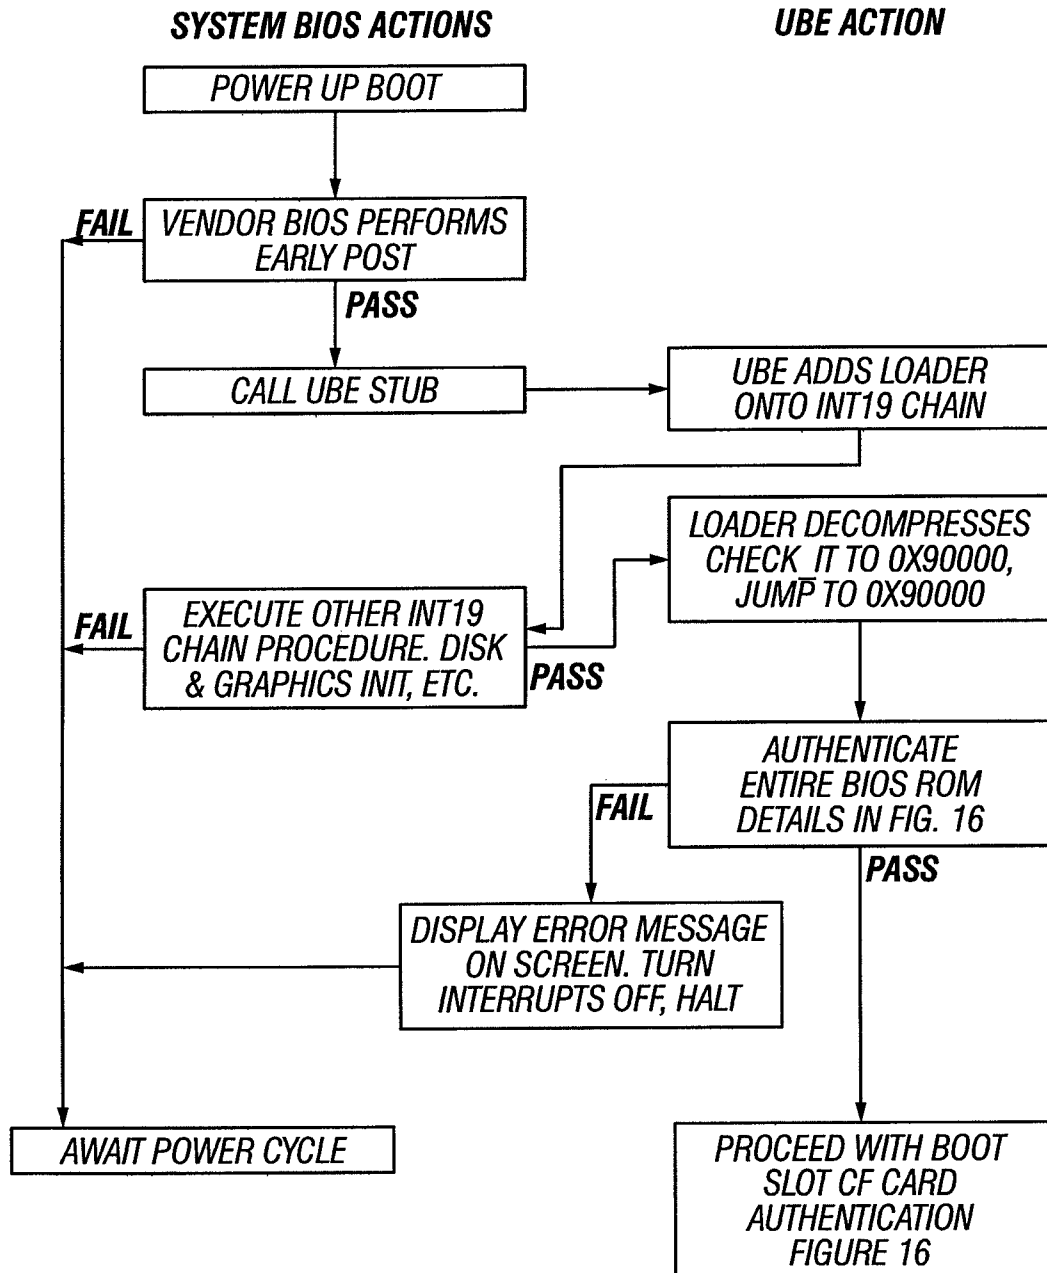 SYSTEM BIOS ACTIONS
UBE ACTION
POWER UP BOOT
FAIL
VENDOR BIOS PERFORMS
EARLY POST
PASS
CALL UBE STUB
UBE ADDS LOADER
ONTO INT19 CHAIN
LOADER DECOMPRESSES
CHECK_IT TO 0X90000,
JUMP TO 0X90000
FAIL
EXECUTE OTHER INT19
CHAIN PROCEDURE. DISK
& GRAPHICS INIT, ETC.
PASS
AUTHENTICATE
ENTIRE BIOS ROM
DETAILS IN FIG. 16
FAIL
PASS
DISPLAY ERROR MESSAGE
ON SCREEN. TURN
INTERRUPTS OFF, HALT
AWAIT POWER CYCLE
PROCEED WITH BOOT
SLOT CF CARD
AUTHENTICATION
FIGURE 16